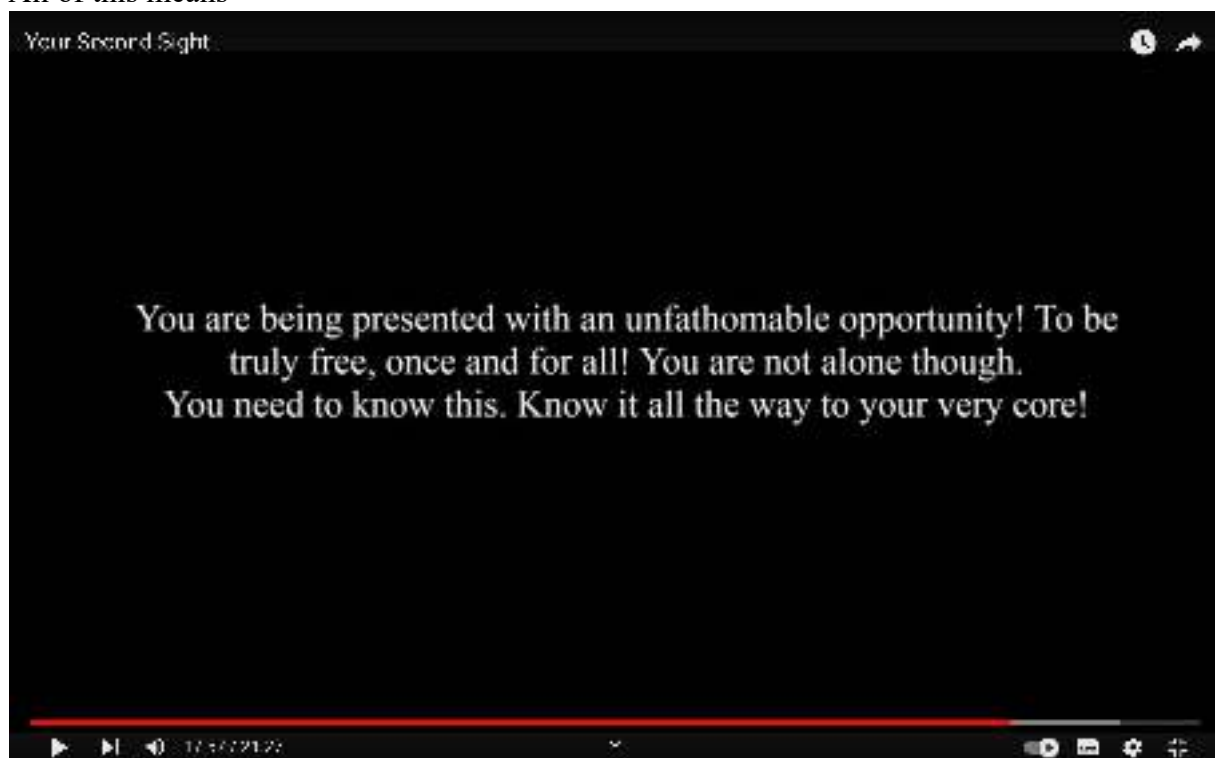 All of this means
Your Second Sight
You are being presented with an unfathomable opportunity! To be
truly free, once and for all! You are not alone though.
You need to know this. Know it all the way to your very core!